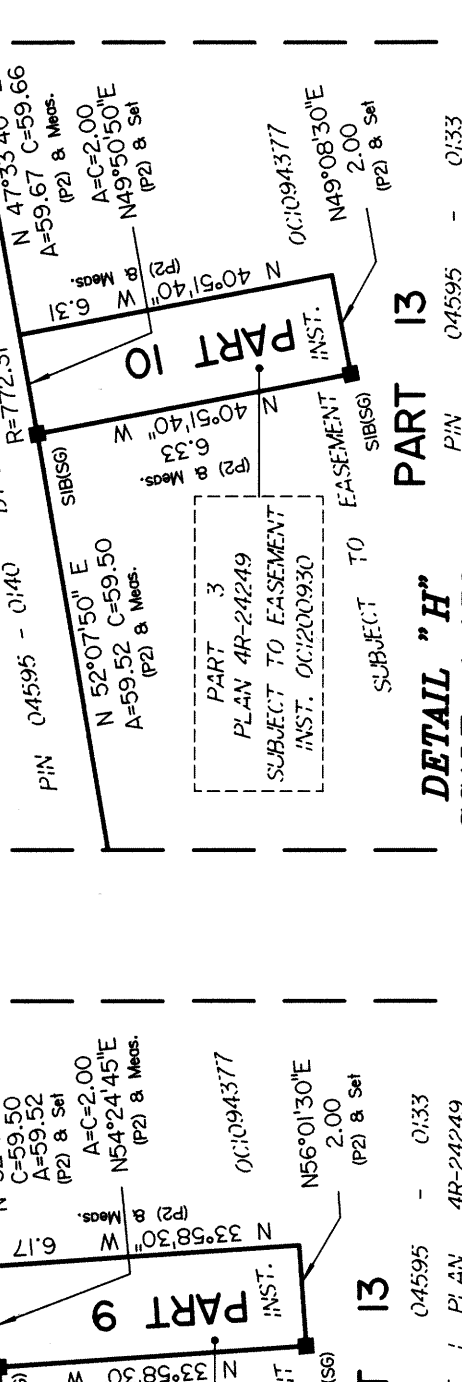 N 47°33'40"
A=59.67 C=59.66
(P2) & Meas.
A=C=2.00
N49°50'50"E
(P2) & Set
OC1094377
N49°08'30"E
2.00
(P2) & Set
R=772.51
N 40°51'40" W
6.31
(P2) & Meas.
PART 10
INST.
N 40°51'40" W
6.33
(P2) & Meas.
SIB(SG)
SIB(SG)
PIN 04595 - 0140
N 52°07'50" E
A=59.52 C=59.50
(P2) & Meas.
PART 3
PLAN 4R-24249
SUBJECT TO EASEMENT
INST. OC1200930
SUBJECT TO EASEMENT
PART 13
PIN 04595 - 0133
DETAIL "H"
C=59.50
A=59.52
(P2) & Set
A=C=2.00
N54°24'45"E
(P2) & Meas.
OC1094377
N56°01'30"E
2.00
(P2) & Set
N 33°58'30" W
6.17
(P2) & Meas.
PART 9
INST.
N 33°58'30 W
13
04595 - 0133
PLAN 4R-24249